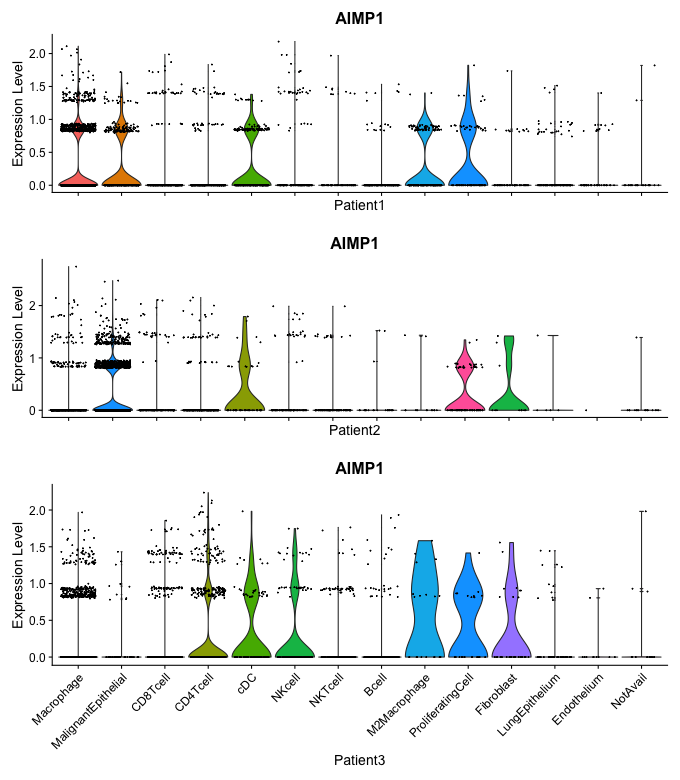 AIMP1
Expression Level
2.0
1.5
1.0
0.5
0.0
Patient1
AIMP1
Expression Level
2
1
0
Patient2
AIMP1
Expression Level
2.0
1.5
1.0
0.5
0.0
Macrophage
MalignantEpithelial
CD8Tcell
CD4Tcell
cDC
NKcell
NKTcell
Bcell
M2Macrophage
ProliferatingCell
Fibroblast
LungEpithelium
Endothelium
NotAvail
Patient3